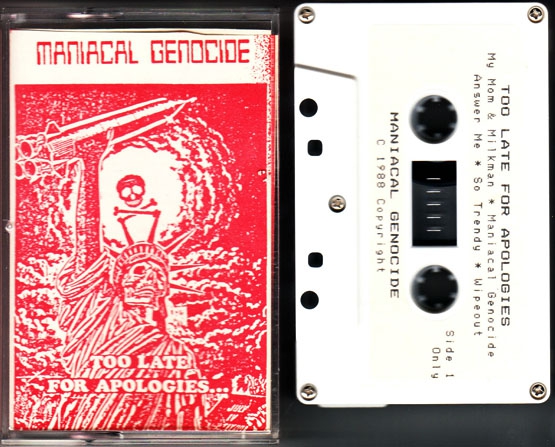 MANIACAL GENOCIDE
TOO LATE
FOR APOLOGIES...
TOO LATE FOR APOLOGIES
My Mom & Milkman * Maniacal Genocide
Answer Me * So Trendy * Wipeout
Side 1
Only
MANIACAL GENOCIDE
C 1988 Copyright